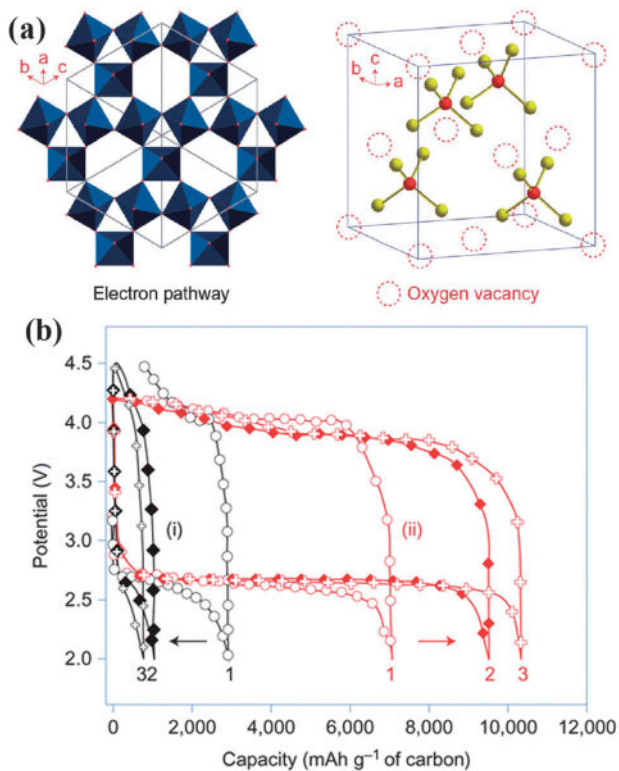 (a)
b a c
c b a
Electron pathway
Oxygen vacancy
(b)
4.5
4.0
3.5
3.0
2.5
2.0
Potential (V)
(i)
(ii)
32
1
1
2
3
0
2,000
4,000
6,000
8,000
10,000
12,000
Capacity (mAh g⁻¹ of carbon)